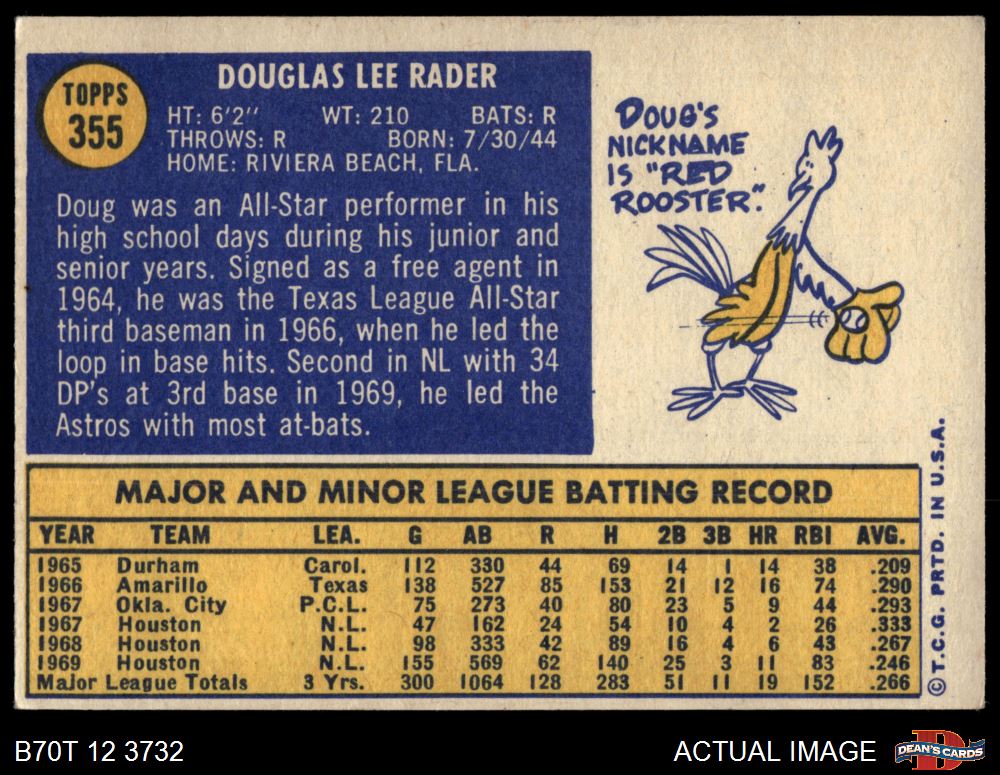 TOPPS
355
DOUGLAS LEE RADER
HT: 6'2" WT: 210 BATS: R
THROWS: R BORN: 7/30/44
HOME: RIVIERA BEACH, FLA.
Doug was an All-Star performer in his
high school days during his junior and
senior years. Signed as a free agent in
1964, he was the Texas League All-Star
third baseman in 1966, when he led the
loop in base hits. Second in NL with 34
DP's at 3rd base in 1969, he led the
Astros with most at-bats.
DOUG'S
NICKNAME
IS "RED
ROOSTER."
MAJOR AND MINOR LEAGUE BATTING RECORD
YEAR TEAM LEA. G AB R H 2B 3B HR RBI AVG.
1965 Durham Carol. 112 330 44 69 14 1 14 38 .209
1966 Amarillo Texas 138 527 85 153 21 12 16 74 .290
1967 Okla. City P.C.L. 75 273 40 80 23 5 9 44 .293
1967 Houston N.L. 47 162 24 54 10 4 2 26 .333
1968 Houston N.L. 98 333 42 89 16 4 6 43 .267
1969 Houston N.L. 155 569 62 140 25 3 11 83 .246
Major League Totals 3 Yrs. 300 1064 128 283 51 11 19 152 .266
© T.C.G. PRTD. IN U.S.A.
B70T 12 3732
ACTUAL IMAGE
D
DEAN'S CARDS